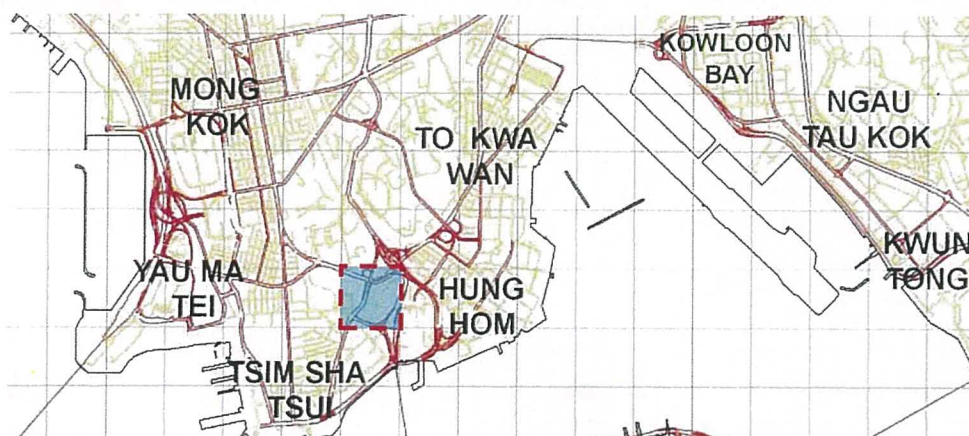 MONG
KOK
KOWLOON
BAY
NGAU
TAU KOK
TO KWA
WAN
YAU MA
TEI
HUNG
HOM
KWUN
TONG
TSIM SHA
TSUI